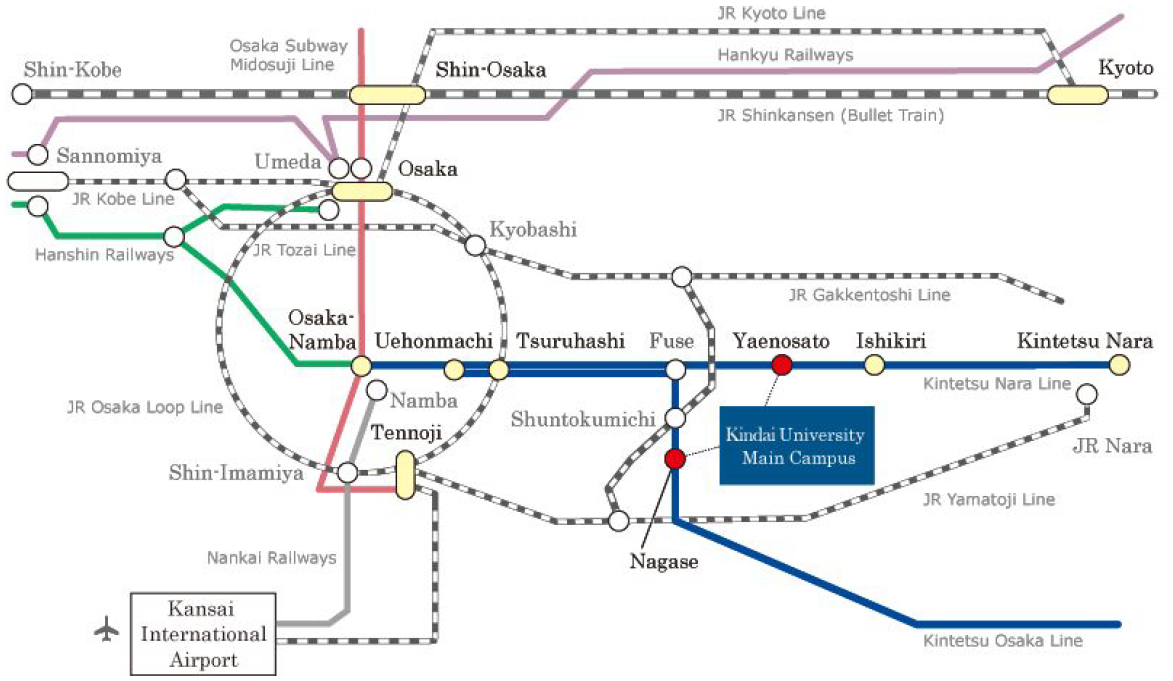 JR Kyoto Line
Osaka Subway
Midosuji Line
Hankyu Railways
Shin-Kobe
Shin-Osaka
Kyoto
JR Shinkansen (Bullet Train)
Sannomiya
Umeda
Osaka
JR Kobe Line
Kyobashi
Hanshin Railways
JR Tozai Line
JR Gakkentoshi Line
Osaka-
Namba
Uehonmachi
Tsuruhashi
Fuse
Yaenosato
Ishikiri
Kintetsu Nara
Kintetsu Nara Line
JR Osaka Loop Line
Namba
Shuntokumichi
Kindai University
Main Campus
Tennoji
JR Nara
Shin-Imamiya
JR Yamatoji Line
Nankai Railways
Nagase
Kansai
International
Airport
Kintetsu Osaka Line